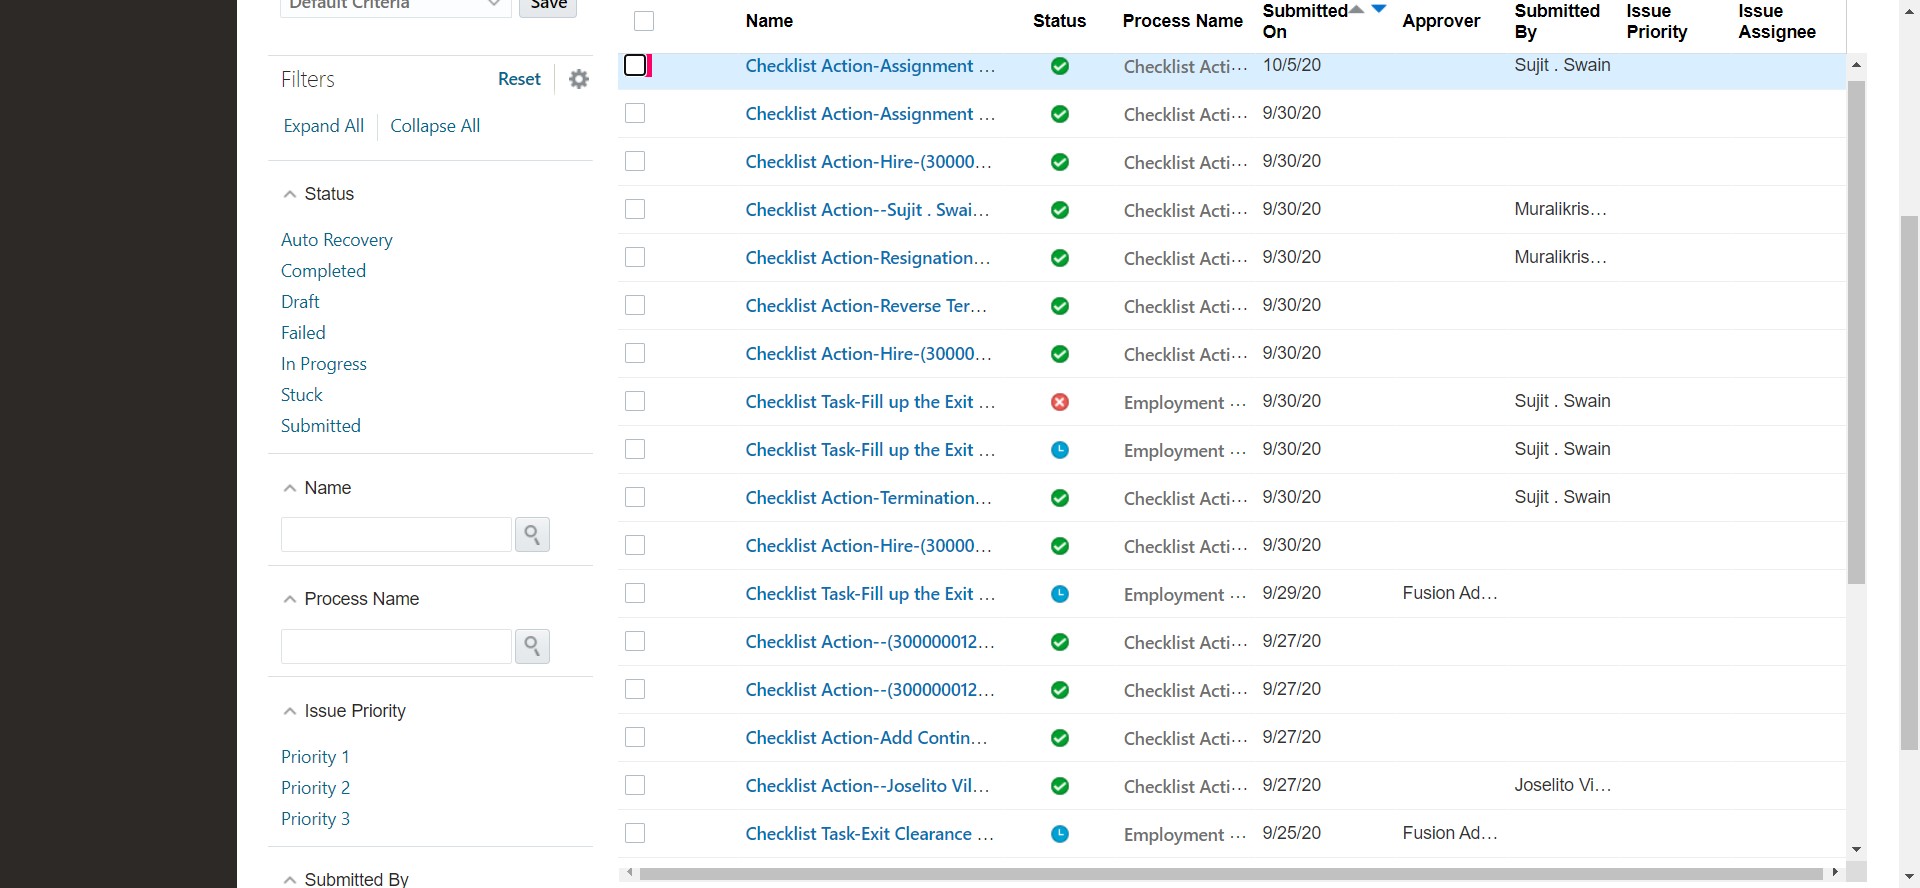 Default Criteria
Save
Filters
Reset
Expand All
Collapse All
Status
Auto Recovery
Completed
Draft
Failed
In Progress
Stuck
Submitted
Name
Process Name
Issue Priority
Priority 1
Priority 2
Priority 3
Submitted By
Name Status Process Name Submitted On Approver Submitted By Issue Priority Issue Assignee
Checklist Action-Assignment ... Checklist Acti... 10/5/20 Sujit . Swain
Checklist Action-Assignment ... Checklist Acti... 9/30/20
Checklist Action-Hire-(30000... Checklist Acti... 9/30/20
Checklist Action--Sujit . Swai... Checklist Acti... 9/30/20 Muralikris...
Checklist Action-Resignation... Checklist Acti... 9/30/20 Muralikris...
Checklist Action-Reverse Ter... Checklist Acti... 9/30/20
Checklist Action-Hire-(30000... Checklist Acti... 9/30/20
Checklist Task-Fill up the Exit ... Employment ... 9/30/20 Sujit . Swain
Checklist Task-Fill up the Exit ... Employment ... 9/30/20 Sujit . Swain
Checklist Action-Termination... Checklist Acti... 9/30/20 Sujit . Swain
Checklist Action-Hire-(30000... Checklist Acti... 9/30/20
Checklist Task-Fill up the Exit ... Employment ... 9/29/20 Fusion Ad...
Checklist Action--(300000012... Checklist Acti... 9/27/20
Checklist Action--(300000012... Checklist Acti... 9/27/20
Checklist Action-Add Contin... Checklist Acti... 9/27/20
Checklist Action--Joselito Vil... Checklist Acti... 9/27/20 Joselito Vi...
Checklist Task-Exit Clearance ... Employment ... 9/25/20 Fusion Ad...